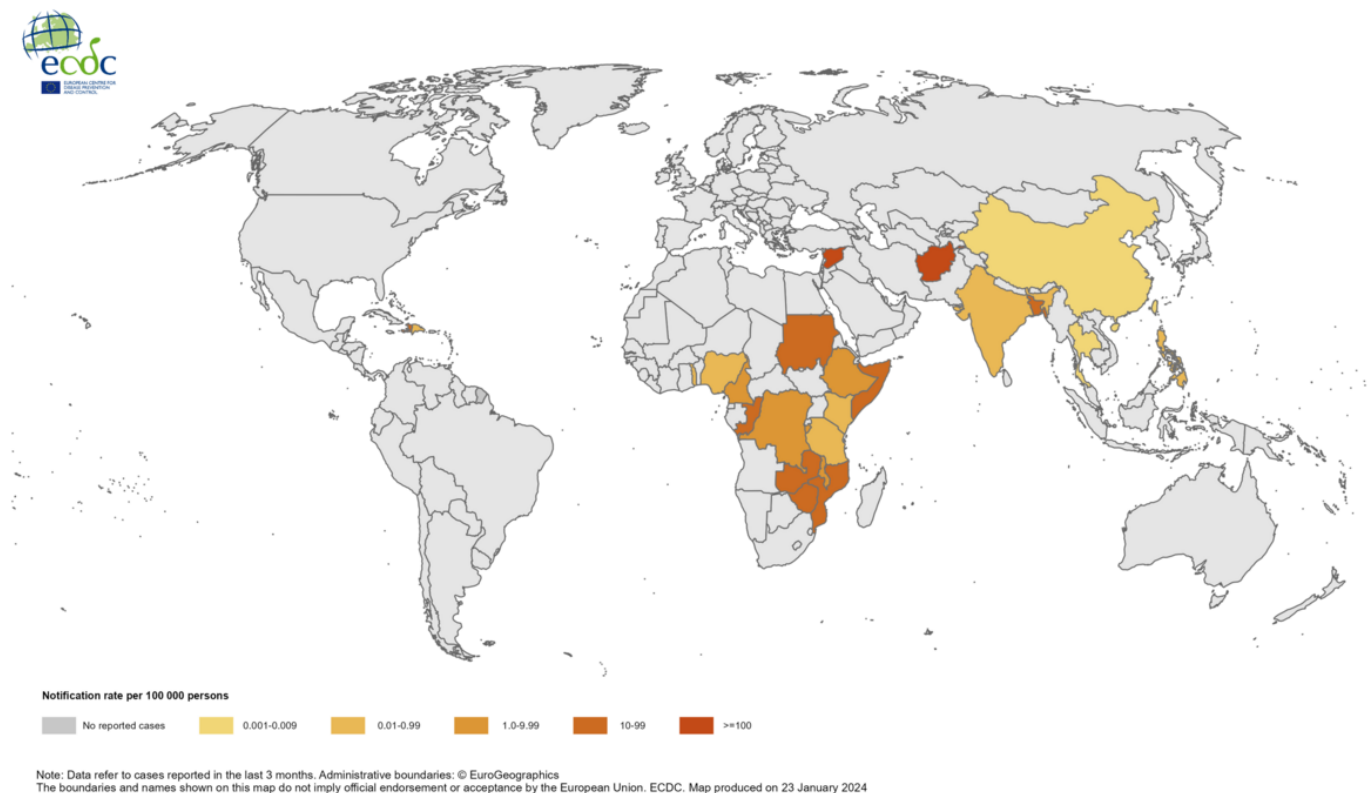 ecdc
EUROPEAN CENTRE FOR
DISEASE PREVENTION
AND CONTROL
Notification rate per 100 000 persons
No reported cases
0.001-0.009
0.01-0.99
1.0-9.99
10-99
>=100
Note: Data refer to cases reported in the last 3 months. Administrative boundaries: © EuroGeographics
The boundaries and names shown on this map do not imply official endorsement or acceptance by the European Union. ECDC. Map produced on 23 January 2024